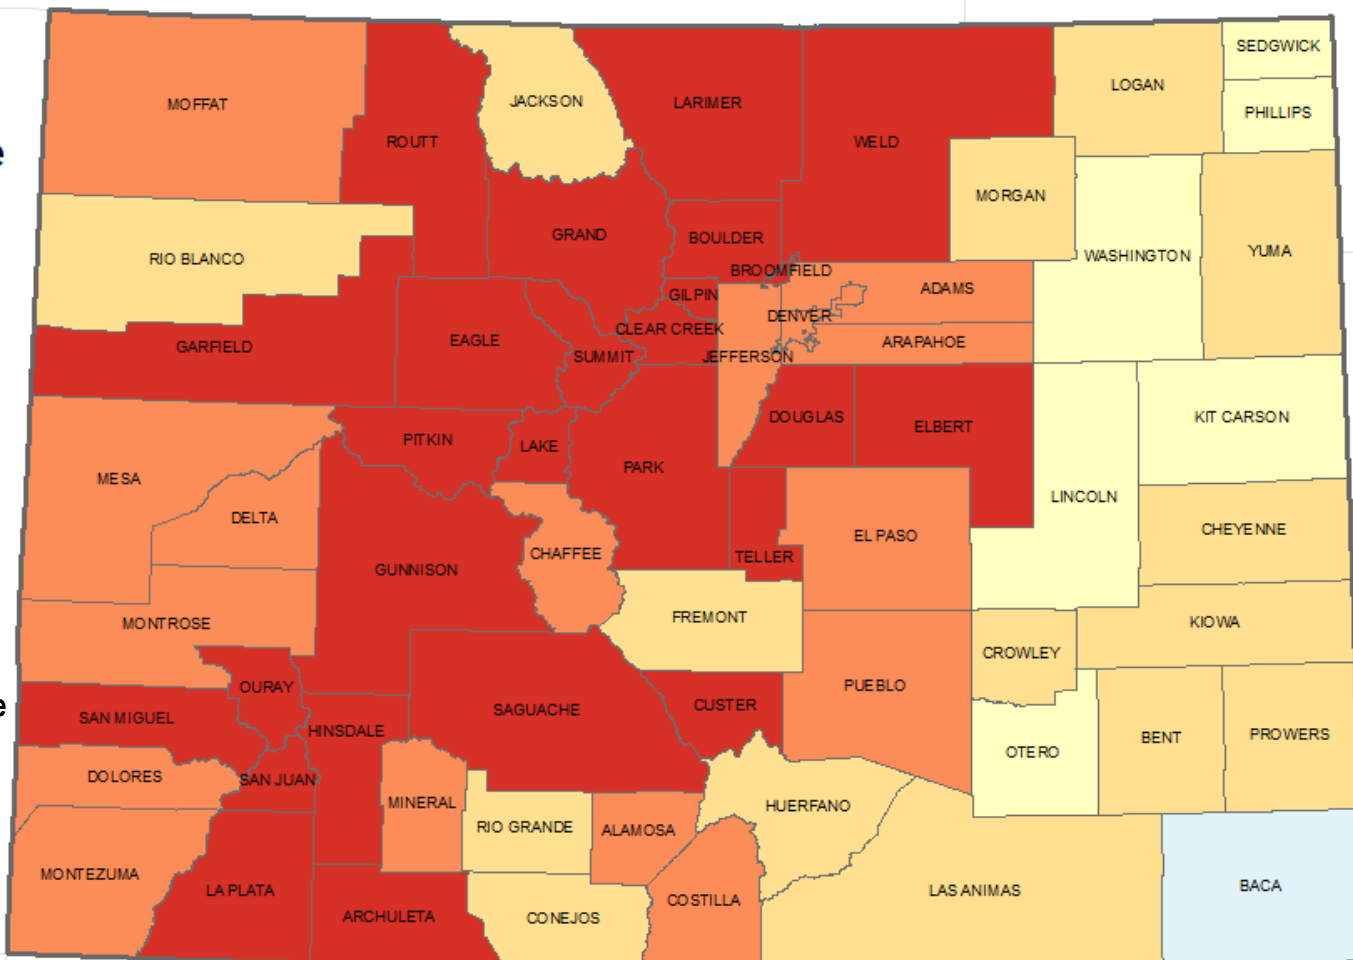 SEDGWICK
LOGAN
MOFFAT
JACKSON
LARIMER
PHILLIPS
ROUTT
WELD
e
MORGAN
GRAND
BOULDER
YUMA
RIO BLANCO
WASHINGTON
BROOMFIELD
GILPIN
ADAMS
DENVER
CLEAR CREEK
EAGLE
ARAPAHOE
GARFIELD
SUMMIT
JEFFERSON
DOUGLAS
KIT CARSON
ELBERT
PITKIN
LAKE
PARK
MESA
LINCOLN
DELTA
CHEYENNE
EL PASO
CHAFFEE
TELLER
GUNNISON
FREMONT
KIOWA
MONTROSE
CROWLEY
OURAY
PUEBLO
e
CUSTER
SAGUACHE
SAN MIGUEL
HINSDALE
PROWERS
BENT
OTERO
DOLORES
SAN JUAN
MINERAL
HUERFANO
RIO GRANDE
ALAMOSA
MONTEZUMA
BACA
LA PLATA
LAS ANIMAS
COSTILLA
ARCHULETA
CONEJOS